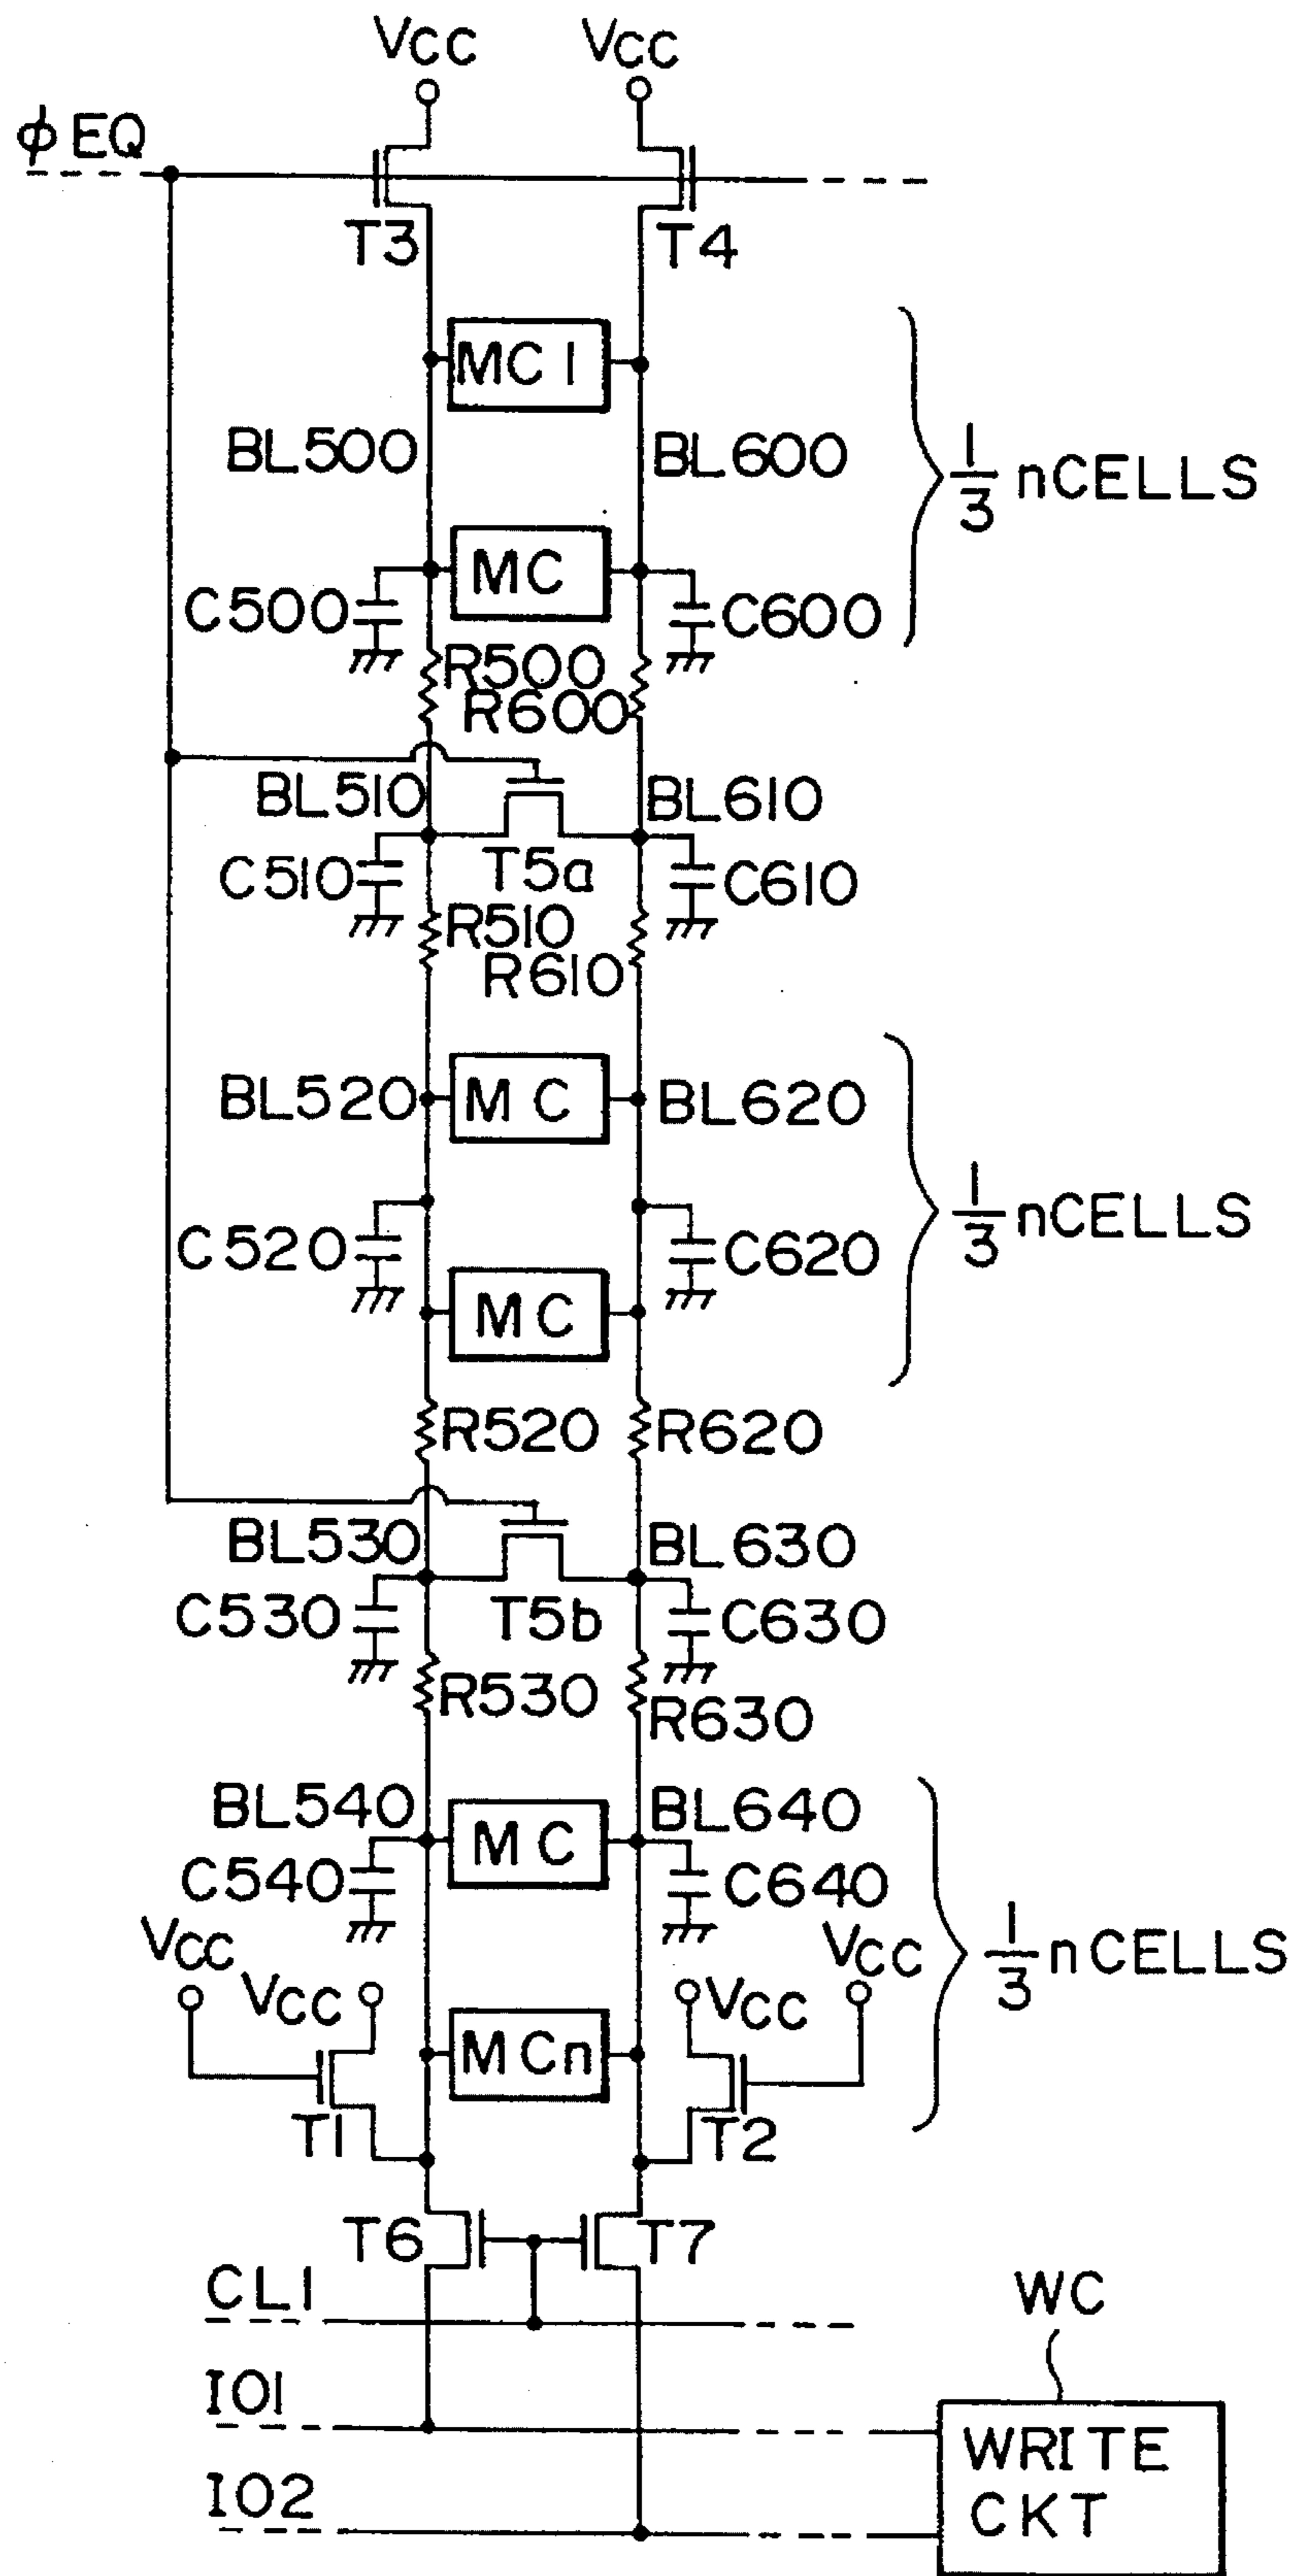 VCC VCC
φEQ
T3 T4
MC1
BL500 BL600
1/3 nCELLS
MC
C500 C600
R500
R600
BL510 BL610
T5a
C510 C610
R510
R610
BL520 MC BL620
1/3 nCELLS
C520 C620
MC
R520 R620
BL530 BL630
C530 T5b C630
R530 R630
BL540 MC BL640
C540 C640
1/3 nCELLS
VCC VCC VCC VCC
MCn
T1 T2
T6 T7
CL1
WC
IO1
WRITE
CKT
IO2